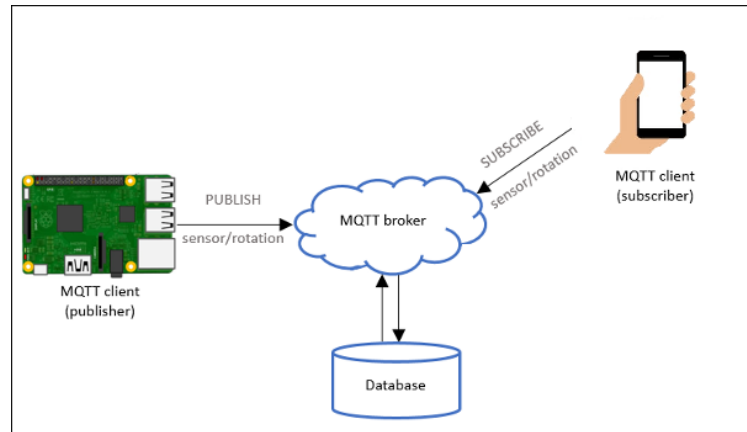 PUBLISH
sensor/rotation
MQTT client
(publisher)
MQTT broker
SUBSCRIBE
sensor/rotation
MQTT client
(subscriber)
Database